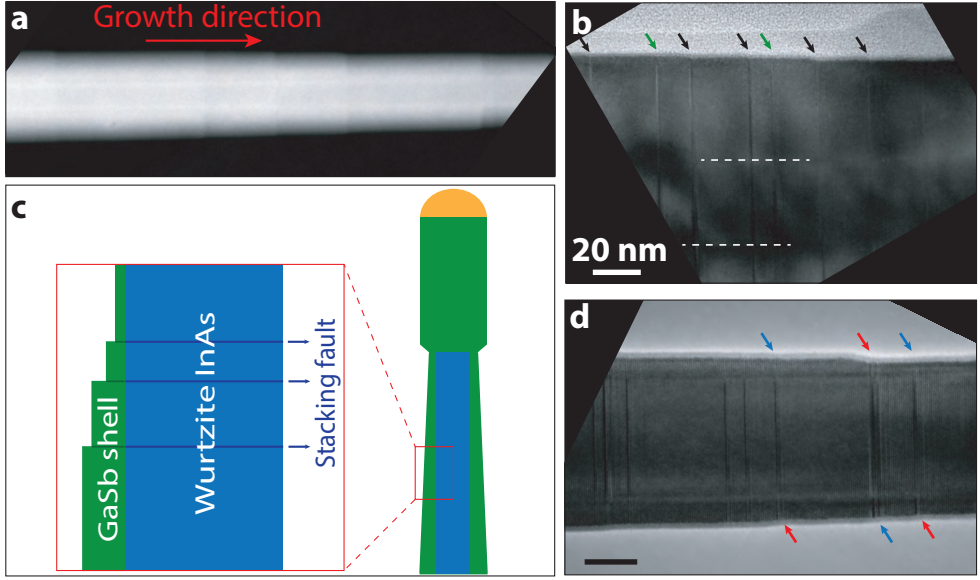 a
Growth direction
b
20 nm
c
GaSb shell
Wurtzite InAs
Stacking fault
d